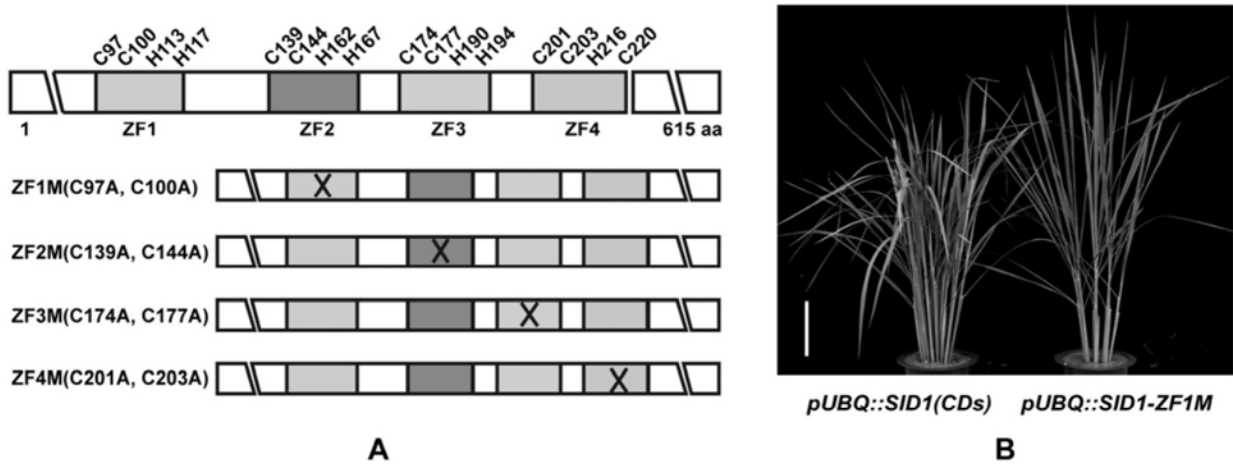 C97 C100 H113 H117 C139 C144 H162 H167 C174 C177 H190 H194 C201 C203 H216 C220
1 ZF1 ZF2 ZF3 ZF4 615 aa
ZF1M(C97A, C100A)
ZF2M(C139A, C144A)
ZF3M(C174A, C177A)
ZF4M(C201A, C203A)
A
pUBQ::SID1(CDs) pUBQ::SID1-ZF1M
B